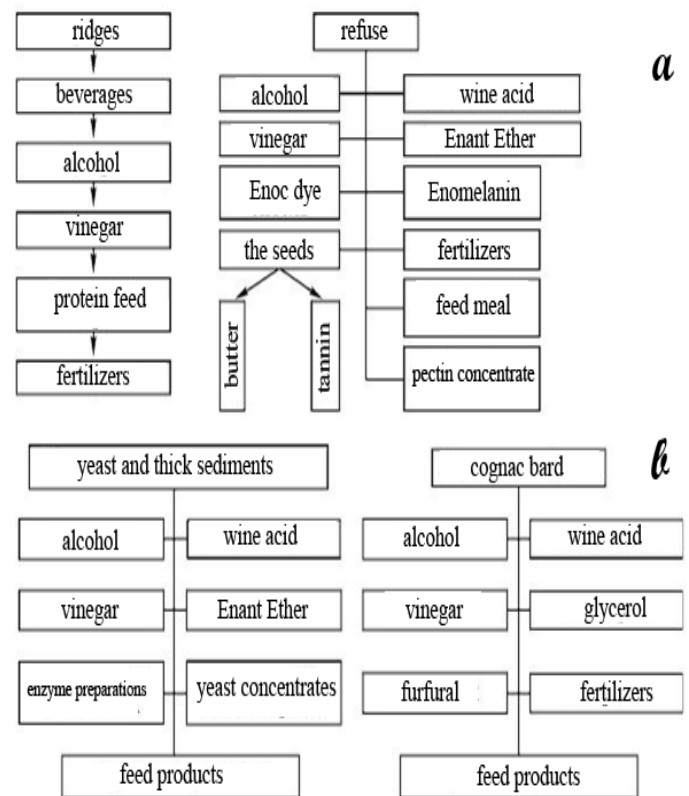 ridges
beverages
alcohol
vinegar
protein feed
fertilizers
refuse
a
alcohol
wine acid
vinegar
Enant Ether
Enoc dye
Enomelanin
the seeds
fertilizers
butter
tannin
feed meal
pectin concentrate
b
yeast and thick sediments
alcohol
wine acid
vinegar
Enant Ether
enzyme preparations
yeast concentrates
feed products
cognac bard
alcohol
wine acid
vinegar
glycerol
furfural
fertilizers
feed products